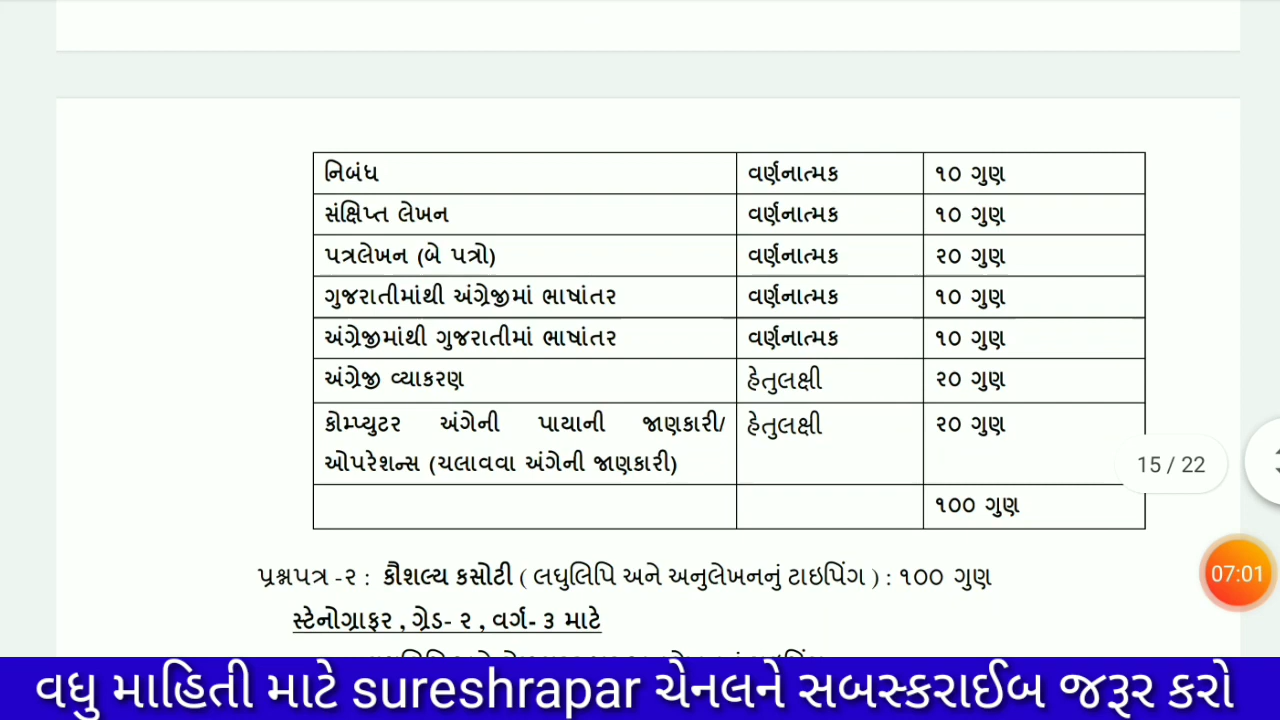 નિબંધ વર્ણનાત્મક ૧૦ ગુણ
સંક્ષિપ્ત લેખન વર્ણનાત્મક ૧૦ ગુણ
પત્રલેખન (બે પત્રો) વર્ણનાત્મક ૨૦ ગુણ
ગુજરાતીમાંથી અંગ્રેજીમાં ભાષાંતર વર્ણનાત્મક ૧૦ ગુણ
અંગ્રેજીમાંથી ગુજરાતીમાં ભાષાંતર વર્ણનાત્મક ૧૦ ગુણ
અંગ્રેજી વ્યાકરણ હેતુલક્ષી ૨૦ ગુણ
કોમ્પ્યુટર અંગેની પાયાની જાણકારી/ હેતુલક્ષી ૨૦ ગુણ
ઓપરેશન્સ (ચલાવવા અંગેની જાણકારી)
15 / 22
૧૦૦ ગુણ
પ્રશ્નપત્ર -૨ : કૌશલ્ય કસોટી ( લઘુલિપિ અને અનુલેખનનું ટાઇપિંગ ) : ૧૦૦ ગુણ
07:01
સ્ટેનોગ્રાફર , ગ્રેડ- ૨ , વર્ગ- ૩ માટે
વધુ માહિતી માટે sureshrapar ચેનલને સબસ્કરાઈબ જરૂર કરો